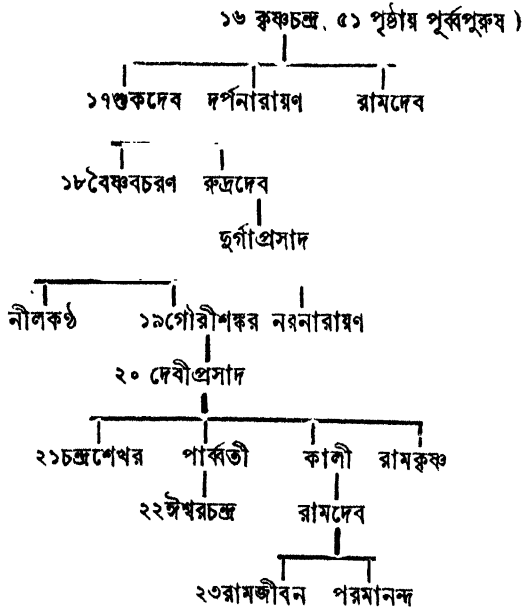 ১৬ কৃষ্ণচন্দ্র. ৫১ পৃষ্ঠায় পূর্ব্বপুরুষ )
১৭শুকদেব দর্পনারায়ণ রামদেব
১৮বৈষ্ণবচরণ রুদ্রদেব
দুর্গাপ্রসাদ
নীলকণ্ঠ ১৯গৌরীশঙ্কর নরনারায়ণ
২০ দেবীপ্রসাদ
২১চন্দ্রশেখর পার্ব্বতী কালী রামকৃষ্ণ
২২ঈশ্বরচন্দ্র রামদেব
২৩রামজীবন পরমানন্দ